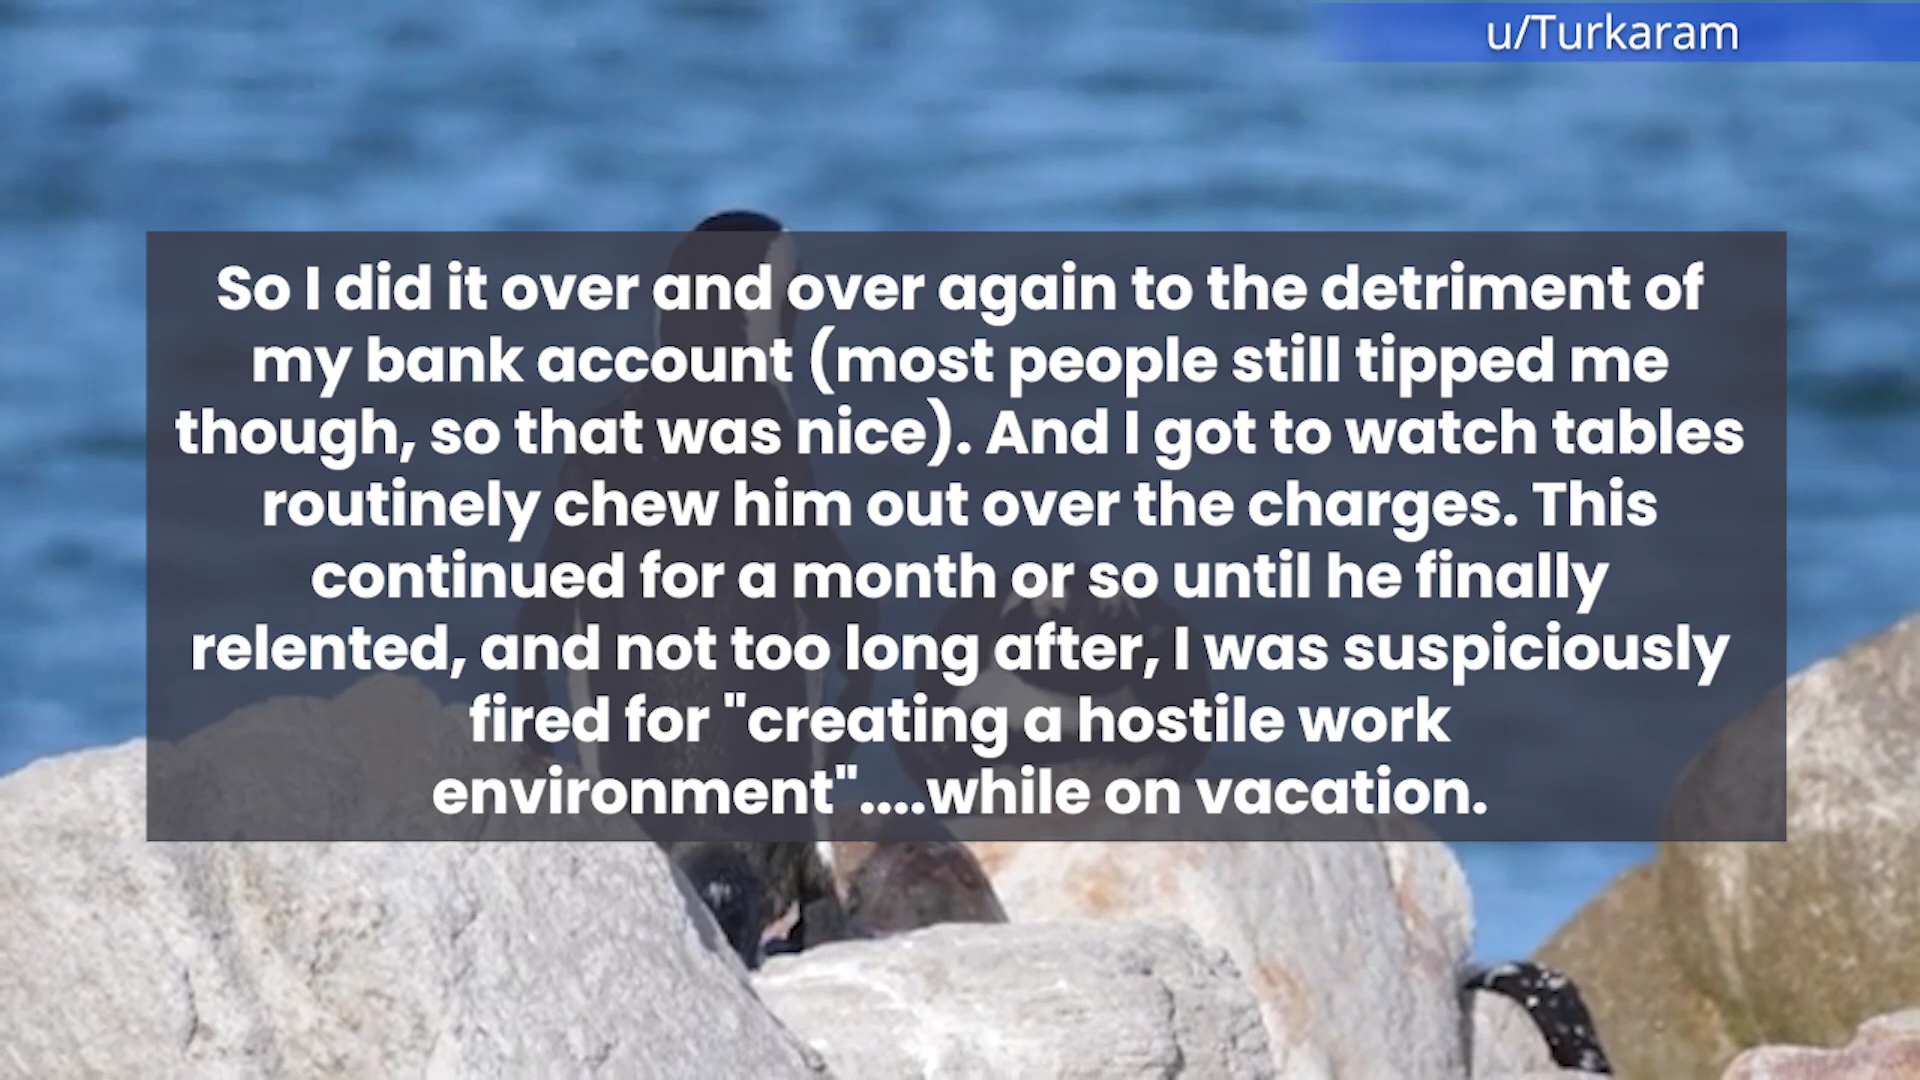 u/Turkaram
So I did it over and over again to the detriment of
my bank account (most people still tipped me
though, so that was nice). And I got to watch tables
routinely chew him out over the charges. This
continued for a month or so until he finally
relented, and not too long after, I was suspiciously
fired for "creating a hostile work
environment"....while on vacation.